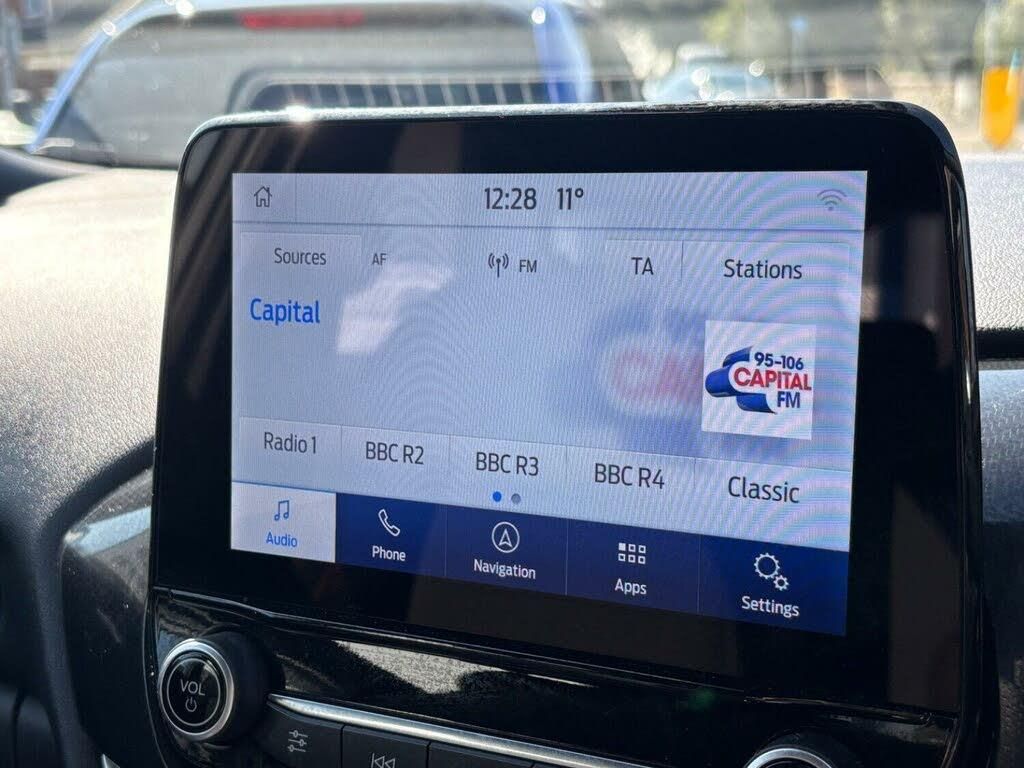 12:28 11°
Sources AF FM TA Stations
Capital
95-106
CAPITAL
FM
Radio 1 BBC R2 BBC R3 BBC R4 Classic
Audio Phone Navigation Apps Settings
VOL